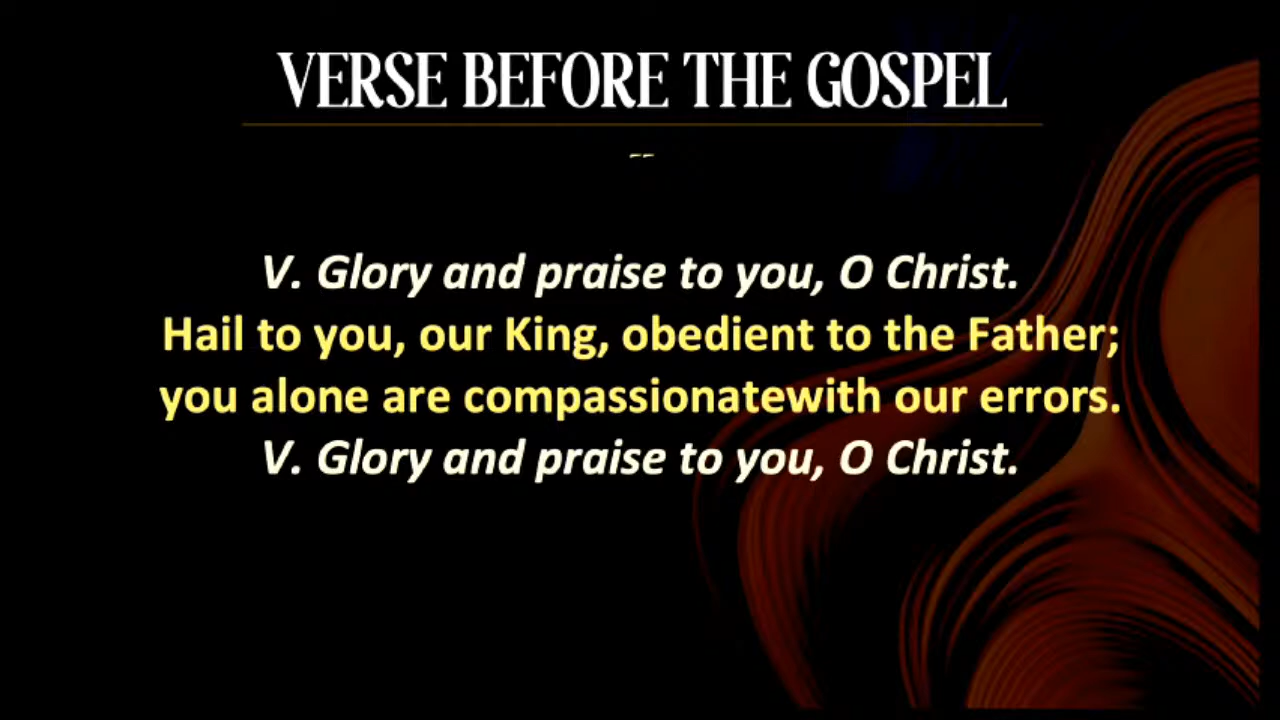 VERSE BEFORE THE GOSPEL
--
V. Glory and praise to you, O Christ.
Hail to you, our King, obedient to the Father;
you alone are compassionatewith our errors.
V. Glory and praise to you, O Christ.